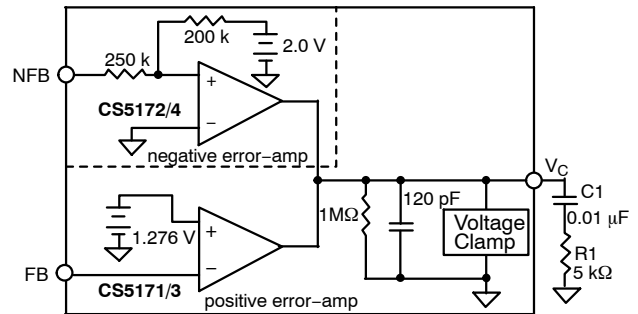 200 k
2.0 V
250 k
NFB
+
CS5172/4
−
negative error−amp
VC
C1
120 pF
0.01 µF
1MΩ
Voltage
Clamp
+
1.276 V
R1
5 kΩ
FB
−
CS5171/3
positive error−amp